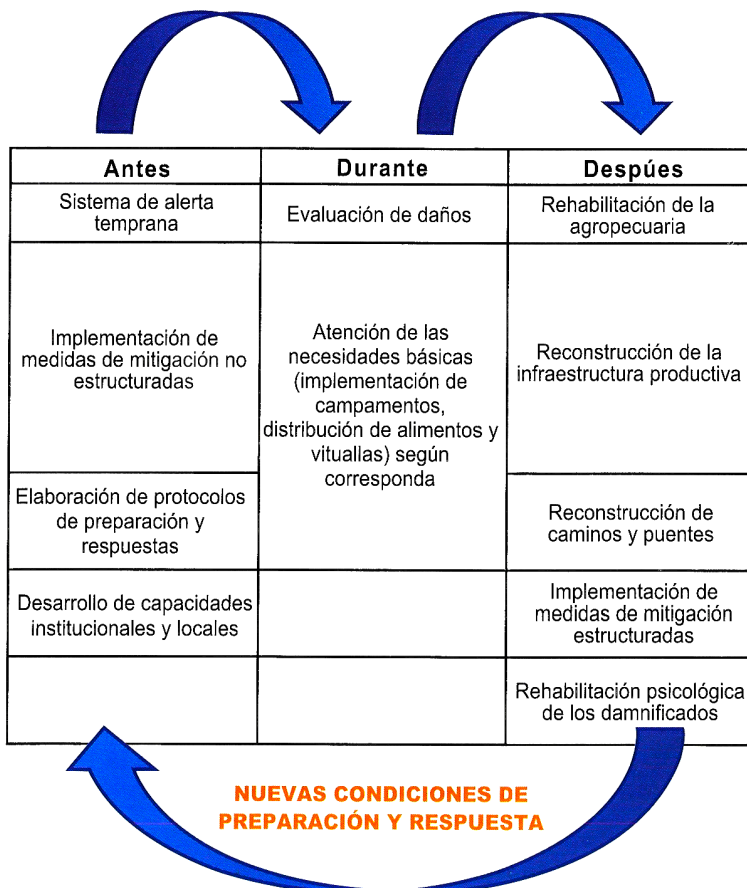 Antes
Durante
Despúes
Sistema de alerta
temprana
Evaluación de daños
Rehabilitación de la
agropecuaria
Implementación de
medidas de mitigación no
estructuradas
Atención de las
necesidades básicas
(implementación de
campamentos,
distribución de alimentos y
vituallas) según
corresponda
Reconstrucción de la
infraestructura productiva
Elaboración de protocolos
de preparación y
respuestas
Reconstrucción de
caminos y puentes
Desarrollo de capacidades
institucionales y locales
Implementación de
medidas de mitigación
estructuradas
Rehabilitación psicológica
de los damnificados
NUEVAS CONDICIONES DE
PREPARACIÓN Y RESPUESTA